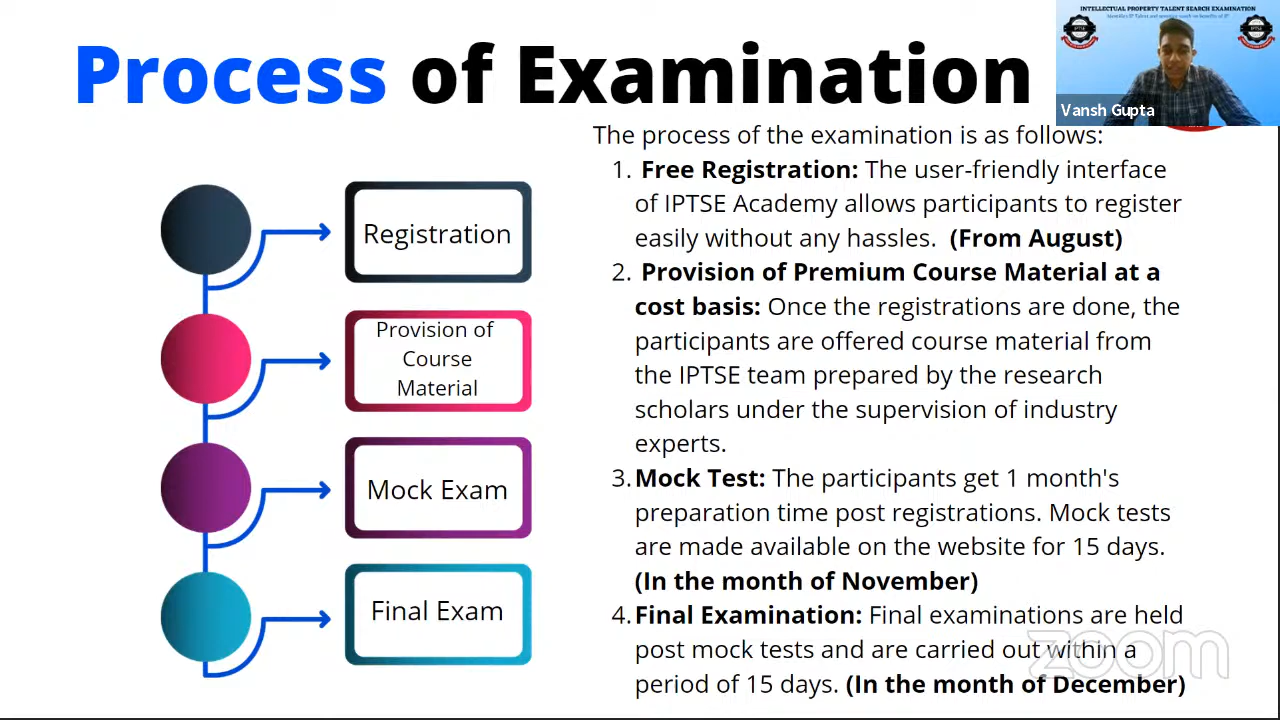 INTELLECTUAL PROPERTY TALENT SEARCH EXAMINATION
Process of Examination
Vansh Gupta
The process of the examination is as follows:
1. Free Registration: The user-friendly interface
of IPTSE Academy allows participants to register
easily without any hassles. (From August)
2. Provision of Premium Course Material at a
cost basis: Once the registrations are done, the
participants are offered course material from
the IPTSE team prepared by the research
scholars under the supervision of industry
experts.
3. Mock Test: The participants get 1 month's
preparation time post registrations. Mock tests
are made available on the website for 15 days.
(In the month of November)
4. Final Examination: Final examinations are held
post mock tests and are carried out within a
period of 15 days. (In the month of December)
Registration
Provision of
Course
Material
Mock Exam
Final Exam
zoom